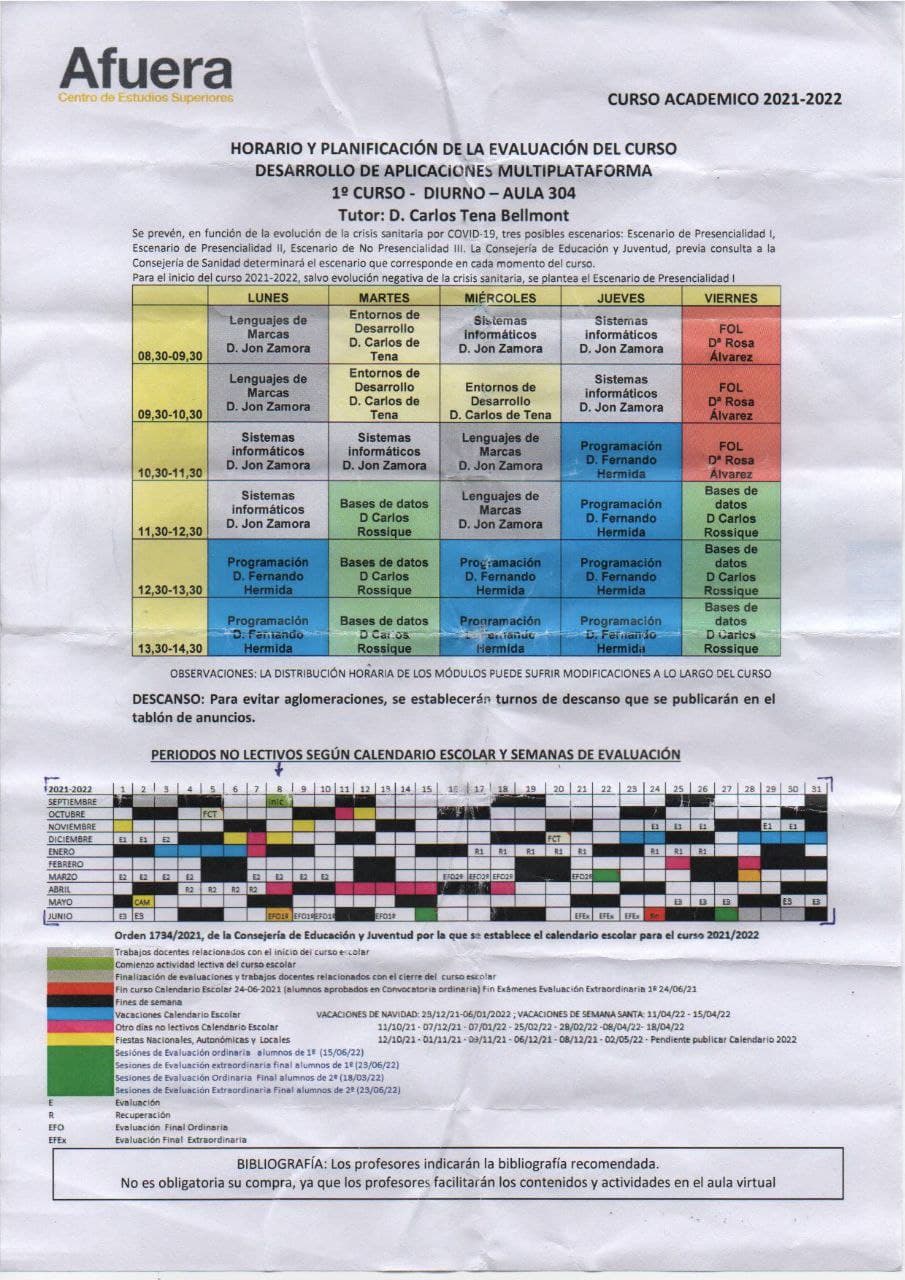 Afuera
Centro de Estudios Superiores
CURSO ACADEMICO 2021-2022
HORARIO Y PLANIFICACIÓN DE LA EVALUACIÓN DEL CURSO
DESARROLLO DE APLICACIONES MULTIPLATAFORMA
1º CURSO - DIURNO – AULA 304
Tutor: D. Carlos Tena Bellmont
Se prevén, en función de la evolución de la crisis sanitaria por COVID-19, tres posibles escenarios: Escenario de Presencialidad I,
Escenario de Presencialidad II, Escenario de No Presencialidad III. La Consejería de Educación y Juventud, previa consulta a la
Consejería de Sanidad determinará el escenario que corresponde en cada momento del curso.
Para el inicio del curso 2021-2022, salvo evolución negativa de la crisis sanitaria, se plantea el Escenario de Presencialidad I
LUNES MARTES MIÉRCOLES JUEVES VIERNES
08,30-09,30
Lenguajes de
Marcas
D. Jon Zamora
Entornos de
Desarrollo
D. Carlos de
Tena
Sistemas
informáticos
D. Jon Zamora
Sistemas
informáticos
D. Jon Zamora
FOL
Dª Rosa
Álvarez
09,30-10,30
Lenguajes de
Marcas
D. Jon Zamora
Entornos de
Desarrollo
D. Carlos de
Tena
Entornos de
Desarrollo
D. Carlos de Tena
Sistemas
informáticos
D. Jon Zamora
FOL
Dª Rosa
Álvarez
10,30-11,30
Sistemas
informáticos
D. Jon Zamora
Sistemas
informáticos
D. Jon Zamora
Lenguajes de
Marcas
D. Jon Zamora
Programación
D. Fernando
Hermida
FOL
Dª Rosa
Álvarez
11,30-12,30
Sistemas
informáticos
D. Jon Zamora
Bases de datos
D Carlos
Rossique
Lenguajes de
Marcas
D. Jon Zamora
Programación
D. Fernando
Hermida
Bases de
datos
D Carlos
Rossique
12,30-13,30
Programación
D. Fernando
Hermida
Bases de datos
D Carlos
Rossique
Programación
D. Fernando
Hermida
Programación
D. Fernando
Hermida
Bases de
datos
D Carlos
Rossique
13,30-14,30
Programación
D. Fernando
Hermida
Bases de datos
D Carlos
Rossique
Programación
D. Fernando
Hermida
Programación
D. Fernando
Hermida
Bases de
datos
D Carlos
Rossique
OBSERVACIONES: LA DISTRIBUCIÓN HORARIA DE LOS MÓDULOS PUEDE SUFRIR MODIFICACIONES A LO LARGO DEL CURSO
DESCANSO: Para evitar aglomeraciones, se establecerán turnos de descanso que se publicarán en el
tablón de anuncios.
PERIODOS NO LECTIVOS SEGÚN CALENDARIO ESCOLAR Y SEMANAS DE EVALUACIÓN
2021-2022 1 2 3 4 5 6 7 8 9 10 11 12 13 14 15 16 17 18 19 20 21 22 23 24 25 26 27 28 29 30 31
SEPTIEMBRE INIC
OCTUBRE FCT
NOVIEMBRE E1 E1 E1 E1 E1
DICIEMBRE E1 E1 E2 FCT
ENERO R1 R1 R1 R1 R1 R1 R1
FEBRERO
MARZO E2 E2 E2 E2 E2 E2 E2 EFO2º EFO2º EFO2º EFO2º
ABRIL R2 R2 R2 R2
MAYO CAM E3 E3 E3 E3 E3
JUNIO E3 E3 EFO1º EFO1º EFO1º EFO1º EFEx EFEx EFEx fin
Orden 1734/2021, de la Consejería de Educación y Juventud por la que se establece el calendario escolar para el curso 2021/2022
Trabajos docentes relacionados con el inicio del curso escolar
Comienzo actividad lectiva del curso escolar
Finalización de evaluaciones y trabajos docentes relacionados con el cierre del curso escolar
Fin curso Calendario Escolar 24-06-2021 (alumnos aprobados en Convocatoria ordinaria) Fin Exámenes Evaluación Extraordinaria 1º 24/06/21
Fines de semana
Vacaciones Calendario Escolar VACACIONES DE NAVIDAD: 23/12/21-06/01/2022 ; VACACIONES DE SEMANA SANTA: 11/04/22 - 15/04/22
Otro días no lectivos Calendario Escolar 11/10/21 - 07/12/21 - 07/01/22 - 25/02/22 - 28/02/22 -08/04/22- 18/04/22
Fiestas Nacionales, Autonómicas y Locales 12/10/21 - 01/11/21 - 09/11/21 - 06/12/21 - 08/12/21 - 02/05/22 - Pendiente publicar Calendario 2022
Sesiones de Evaluación ordinaria alumnos de 1º (15/06/22)
Sesiones de Evaluación extraordinaria final alumnos de 1º (23/06/22)
Sesiones de Evaluación Ordinaria Final alumnos de 2º (18/03/22)
Sesiones de Evaluación Extraordinaria Final alumnos de 2º (23/06/22)
E Evaluación
R Recuperación
EFO Evaluación Final Ordinaria
EFEx Evaluación Final Extraordinaria
BIBLIOGRAFÍA: Los profesores indicarán la bibliografía recomendada.
No es obligatoria su compra, ya que los profesores facilitarán los contenidos y actividades en el aula virtual